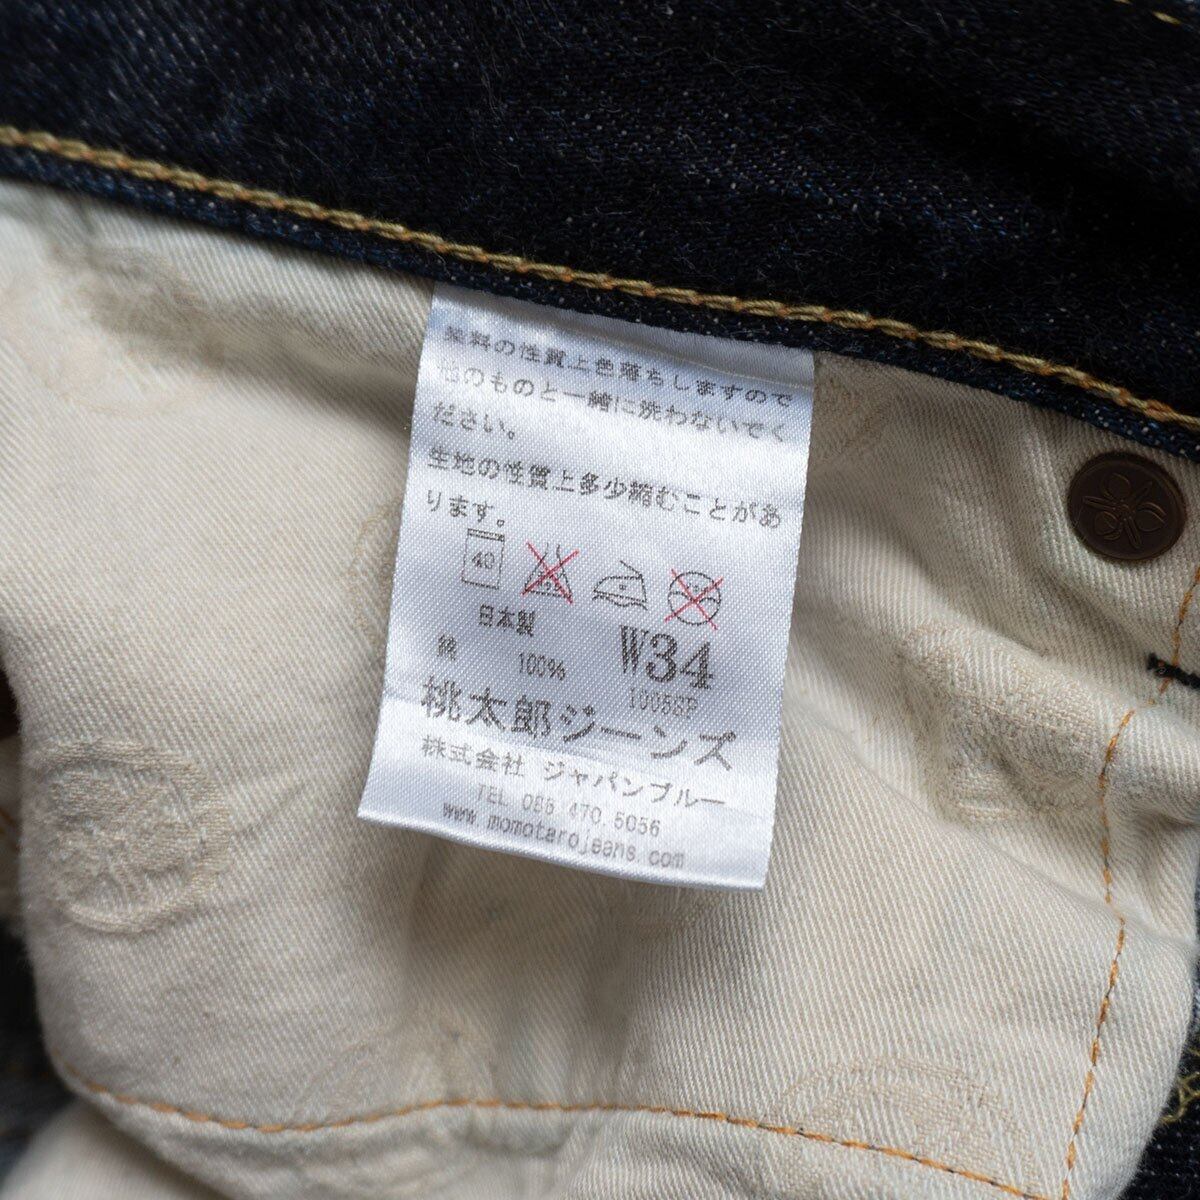 染料の性質上色落ちしますので
他のものと一緒に洗わないでく
ださい。
生地の性質上多少縮むことがあ
ります。
40
日本製
綿 100%
W34
1005SP
桃太郎ジーンズ
株式会社 ジャパンブルー
TEL 086.470.5056
www.momotarojeans.com